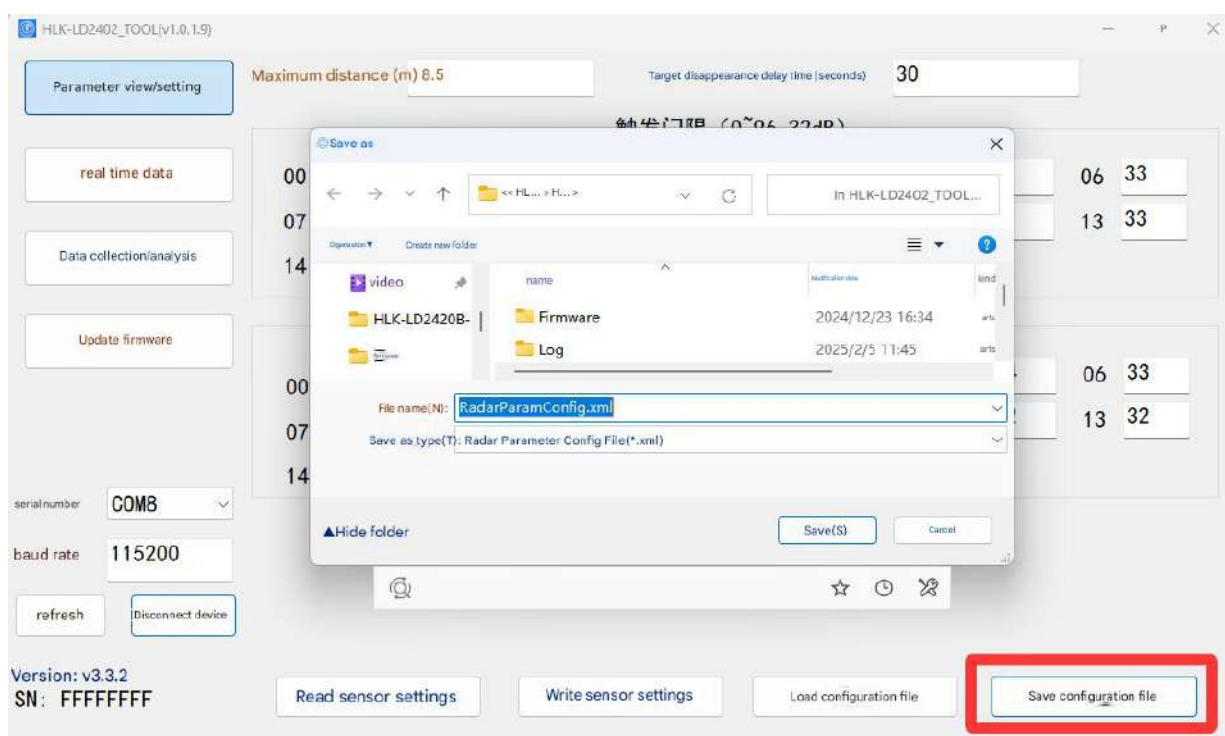 HLK-LD2402_TOOL(v1.0.1.9)
Parameter view/setting
Maximum distance (m) 8.5
Target disappearance delay time (seconds) 30
real time data
Data collection/analysis
Update firmware
00
06 33
07
13 33
14
00
06 33
07
13 32
14
Save as
<< HL... > H... >
In HLK-LD2402_TOOL...
Create new folder
video
HLK-LD2420B-
name
kind
Firmware 2024/12/23 16:34
Log 2025/2/5 11:45
File name(N): RadarParamConfig.xml
Save as type(T): Radar Parameter Config File(*.xml)
▲Hide folder
Save(S)
Cancel
serial number COM8
baud rate 115200
refresh
Disconnect device
Version: v3.3.2
SN: FFFFFFFF
Read sensor settings
Write sensor settings
Load configuration file
Save configuration file